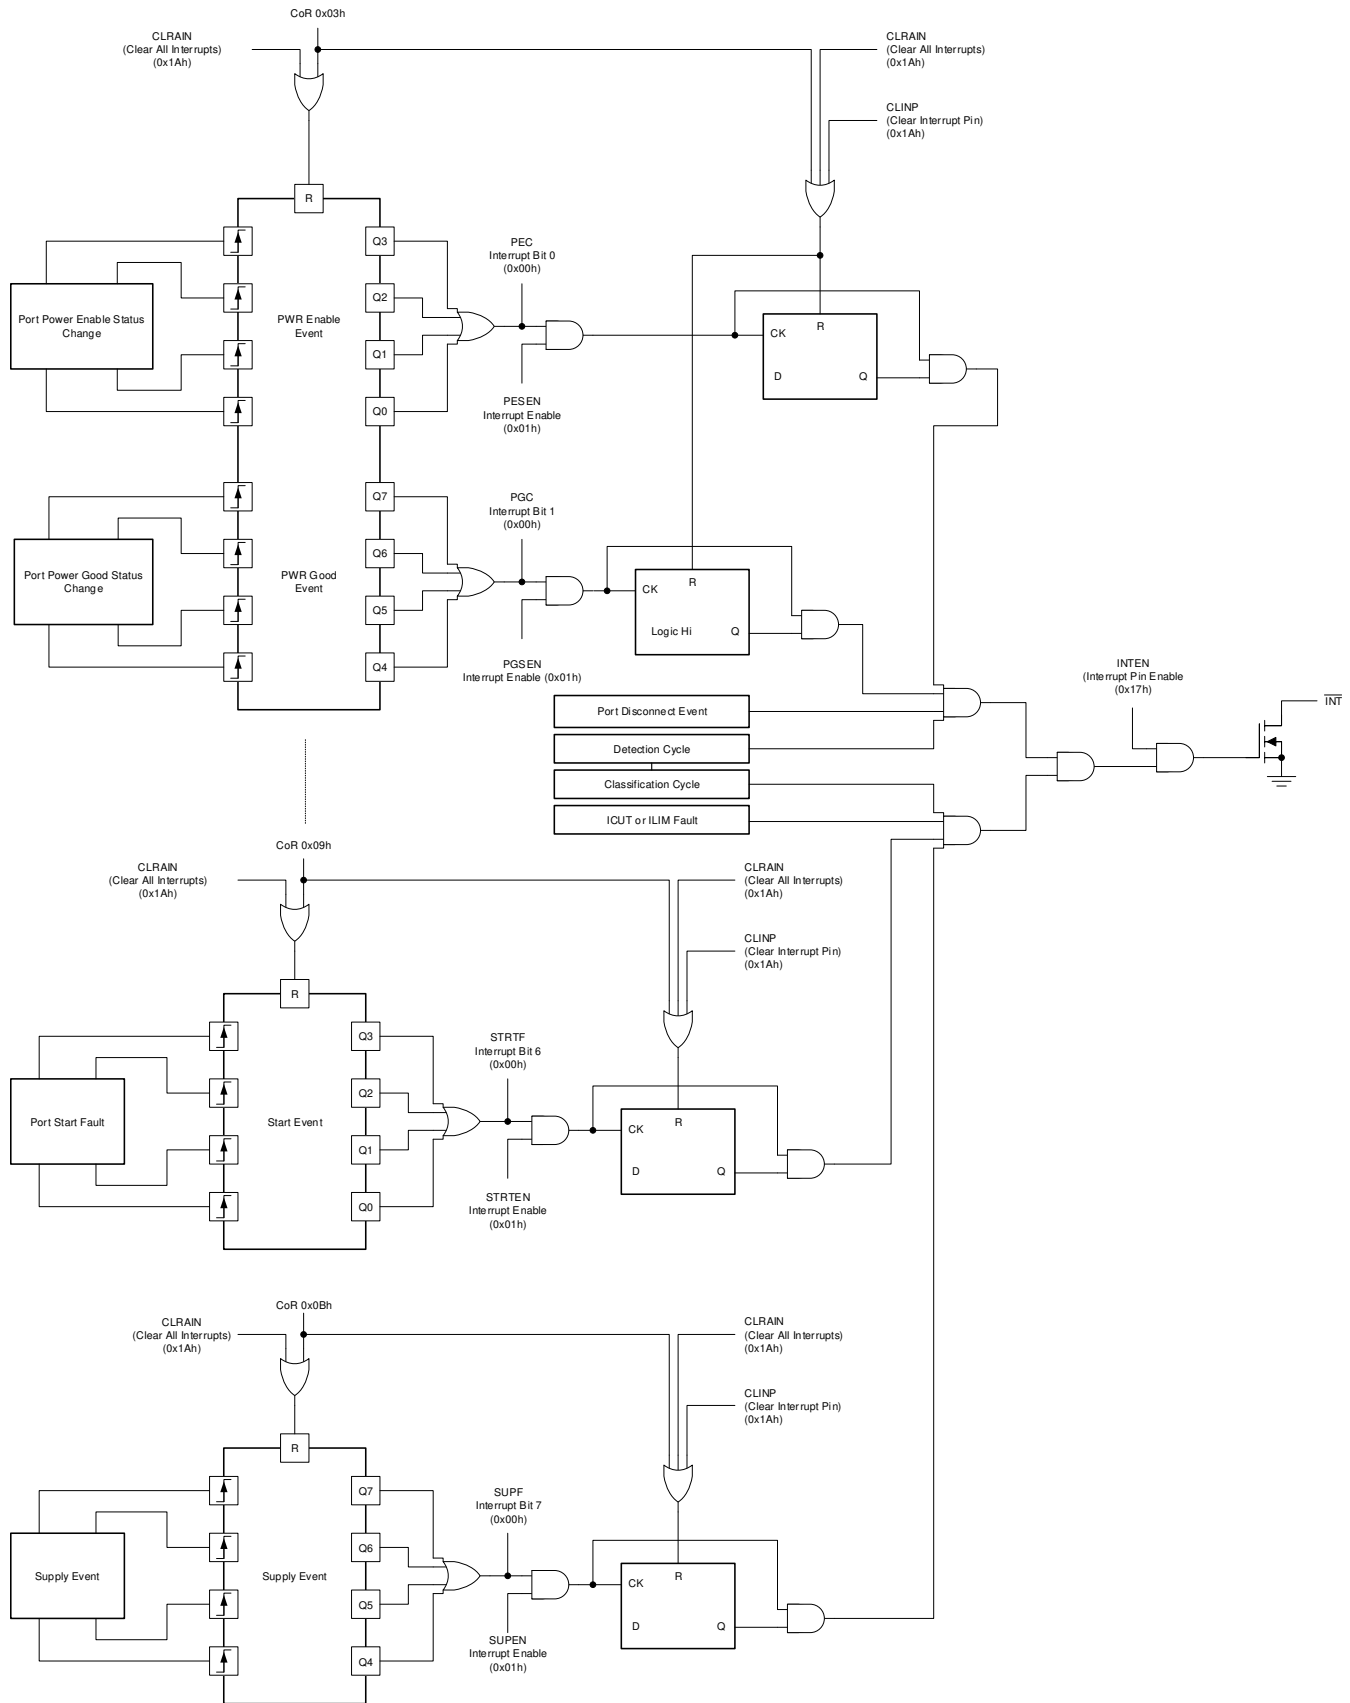 CoR 0x03h
CLRAIN
(Clear All Interrupts)
(0x1Ah)
CLRAIN
(Clear All Interrupts)
(0x1Ah)
CLINP
(Clear Interrupt Pin)
(0x1Ah)
R
Port Power Enable Status
Change
PWR Enable
Event
Q3
Q2
Q1
Q0
PEC
Interrupt Bit 0
(0x00h)
PESEN
Interrupt Enable
(0x01h)
R
CK
D
Q
Port Power Good Status
Change
PWR Good
Event
Q7
Q6
Q5
Q4
PGC
Interrupt Bit 1
(0x00h)
PGSEN
Interrupt Enable (0x01h)
R
CK
Logic Hi
Q
Port Disconnect Event
Detection Cycle
Classification Cycle
ICUT or ILIM Fault
INTEN
(Interrupt Pin Enable
(0x17h)
INT
CoR 0x09h
CLRAIN
(Clear All Interrupts)
(0x1Ah)
CLRAIN
(Clear All Interrupts)
(0x1Ah)
CLINP
(Clear Interrupt Pin)
(0x1Ah)
R
Port Start Fault
Start Event
Q3
Q2
Q1
Q0
STRTF
Interrupt Bit 6
(0x00h)
STRTEN
Interrupt Enable
(0x01h)
R
CK
D
Q
CoR 0x0Bh
CLRAIN
(Clear All Interrupts)
(0x1Ah)
CLRAIN
(Clear All Interrupts)
(0x1Ah)
CLINP
(Clear Interrupt Pin)
(0x1Ah)
R
Supply Event
Supply Event
Q7
Q6
Q5
Q4
SUPF
Interrupt Bit 7
(0x00h)
SUPEN
Interrupt Enable
(0x01h)
R
CK
D
Q